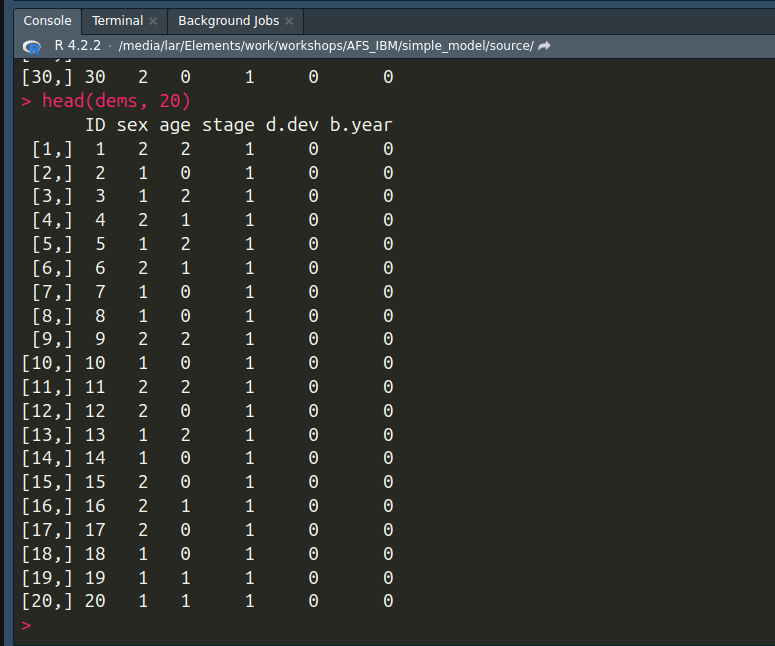 Console Terminal × Background Jobs ×
R 4.2.2 · /media/lar/Elements/work/workshops/AFS_IBM/simple_model/source/
[30,] 30 2 0 1 0 0
> head(dems, 20)
ID sex age stage d.dev b.year
[1,] 1 2 2 1 0 0
[2,] 2 1 0 1 0 0
[3,] 3 1 2 1 0 0
[4,] 4 2 1 1 0 0
[5,] 5 1 2 1 0 0
[6,] 6 2 1 1 0 0
[7,] 7 1 0 1 0 0
[8,] 8 1 0 1 0 0
[9,] 9 2 2 1 0 0
[10,] 10 1 0 1 0 0
[11,] 11 2 2 1 0 0
[12,] 12 2 0 1 0 0
[13,] 13 1 2 1 0 0
[14,] 14 1 0 1 0 0
[15,] 15 2 0 1 0 0
[16,] 16 2 1 1 0 0
[17,] 17 2 0 1 0 0
[18,] 18 1 0 1 0 0
[19,] 19 1 1 1 0 0
[20,] 20 1 1 1 0 0
>